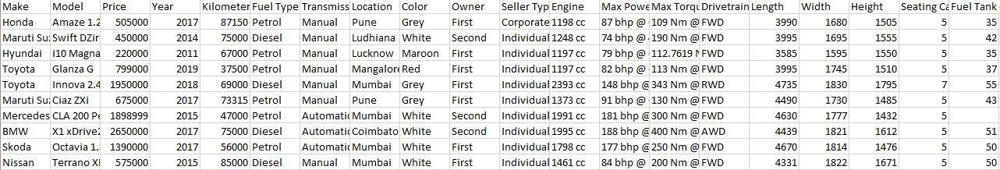 Make Model Price Year Kilometer Fuel Type Transmiss Location Color Owner Seller Typ Engine Max Powe Max Torqu Drivetrain Length Width Height Seating Ca Fuel Tank
Honda Amaze 1.2 505000 2017 87150 Petrol Manual Pune Grey First Corporate 1198 cc 87 bhp @ 109 Nm @ FWD 3990 1680 1505 5 35
Maruti Suz Swift DZir 450000 2014 75000 Diesel Manual Ludhiana White Second Individual 1248 cc 74 bhp @ 190 Nm @ FWD 3995 1695 1555 5 42
Hyundai i10 Magna 220000 2011 67000 Petrol Manual Lucknow Maroon First Individual 1197 cc 79 bhp @ 112.7619 N FWD 3585 1595 1550 5 35
Toyota Glanza G 799000 2019 37500 Petrol Manual Mangalore Red First Individual 1197 cc 82 bhp @ 113 Nm @ FWD 3995 1745 1510 5 37
Toyota Innova 2.4 1950000 2018 69000 Diesel Manual Mumbai Grey First Individual 2393 cc 148 bhp @ 343 Nm @ RWD 4735 1830 1795 7 55
Maruti Suz Ciaz ZXi 675000 2017 73315 Petrol Manual Pune Grey First Individual 1373 cc 91 bhp @ 130 Nm @ FWD 4490 1730 1485 5 43
Mercedes CLA 200 Pe 1898999 2015 47000 Petrol Automatic Mumbai White Second Individual 1991 cc 181 bhp @ 300 Nm @ FWD 4630 1777 1432 5
BMW X1 xDrive2 2650000 2017 75000 Diesel Automatic Coimbato White Second Individual 1995 cc 188 bhp @ 400 Nm @ AWD 4439 1821 1612 5 51
Skoda Octavia 1. 1390000 2017 56000 Petrol Automatic Mumbai White First Individual 1798 cc 177 bhp @ 250 Nm @ FWD 4670 1814 1476 5 50
Nissan Terrano XI 575000 2015 85000 Diesel Manual Mumbai White First Individual 1461 cc 84 bhp @ 200 Nm @ FWD 4331 1822 1671 5 50